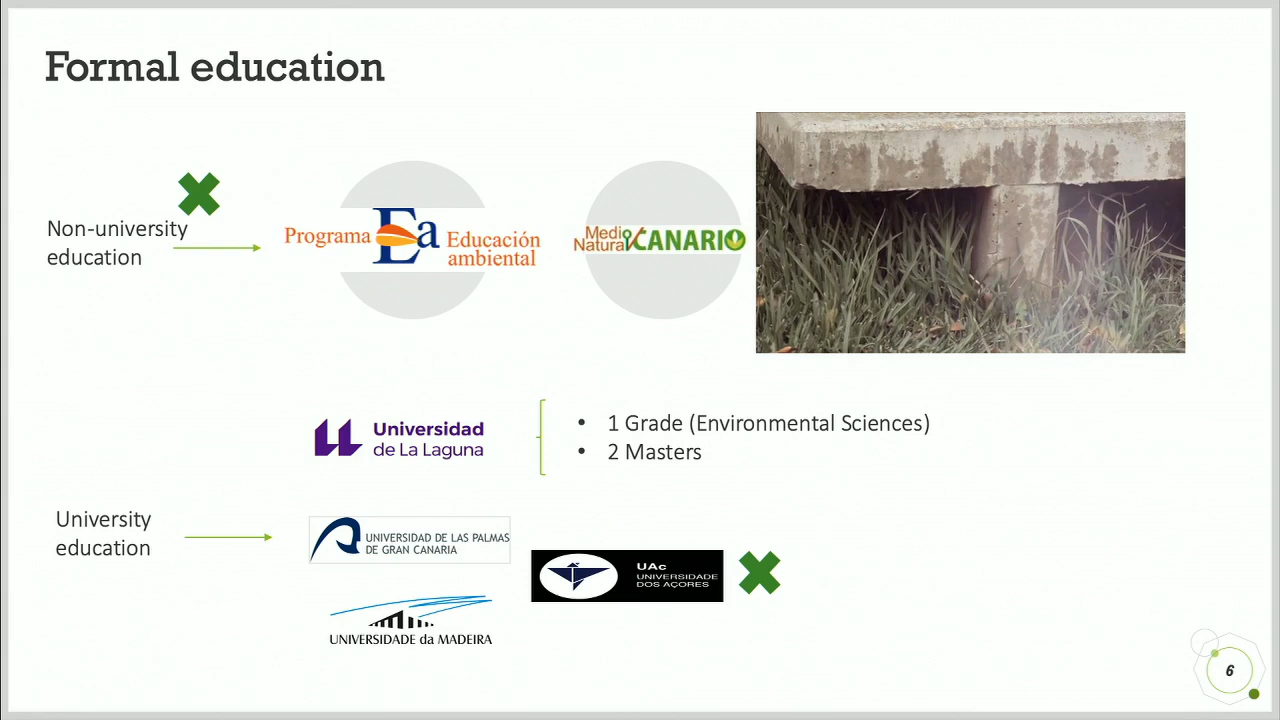 Formal education
Non-university
education
Programa Ea Educación
ambiental
Medio
Natural CANARIO
Universidad
de La Laguna
• 1 Grade (Environmental Sciences)
• 2 Masters
University
education
UNIVERSIDAD DE LAS PALMAS
DE GRAN CANARIA
UAc
UNIVERSIDADE
DOS AÇORES
UNIVERSIDADE da MADEIRA
6